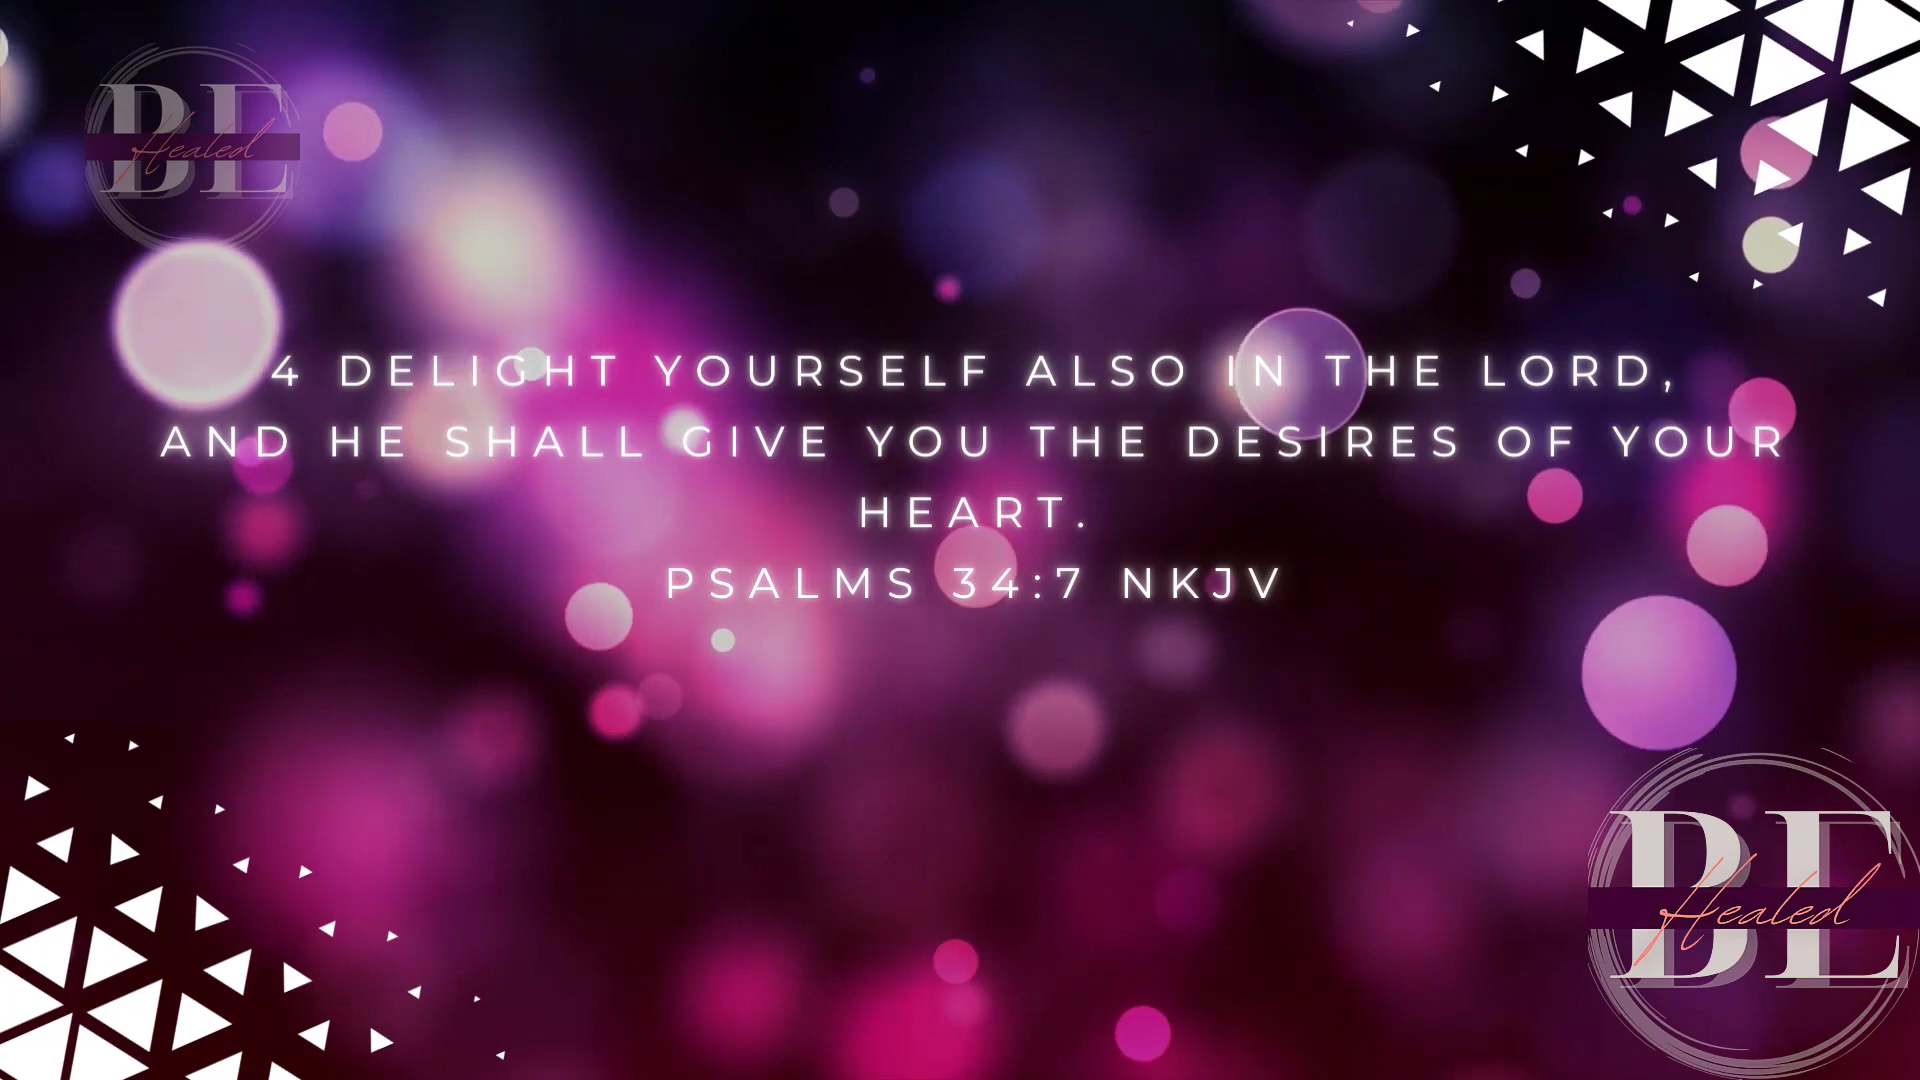 BE
Healed
4 DELIGHT YOURSELF ALSO IN THE LORD,
AND HE SHALL GIVE YOU THE DESIRES OF YOUR
HEART.
PSALMS 34:7 NKJV
BE
Healed